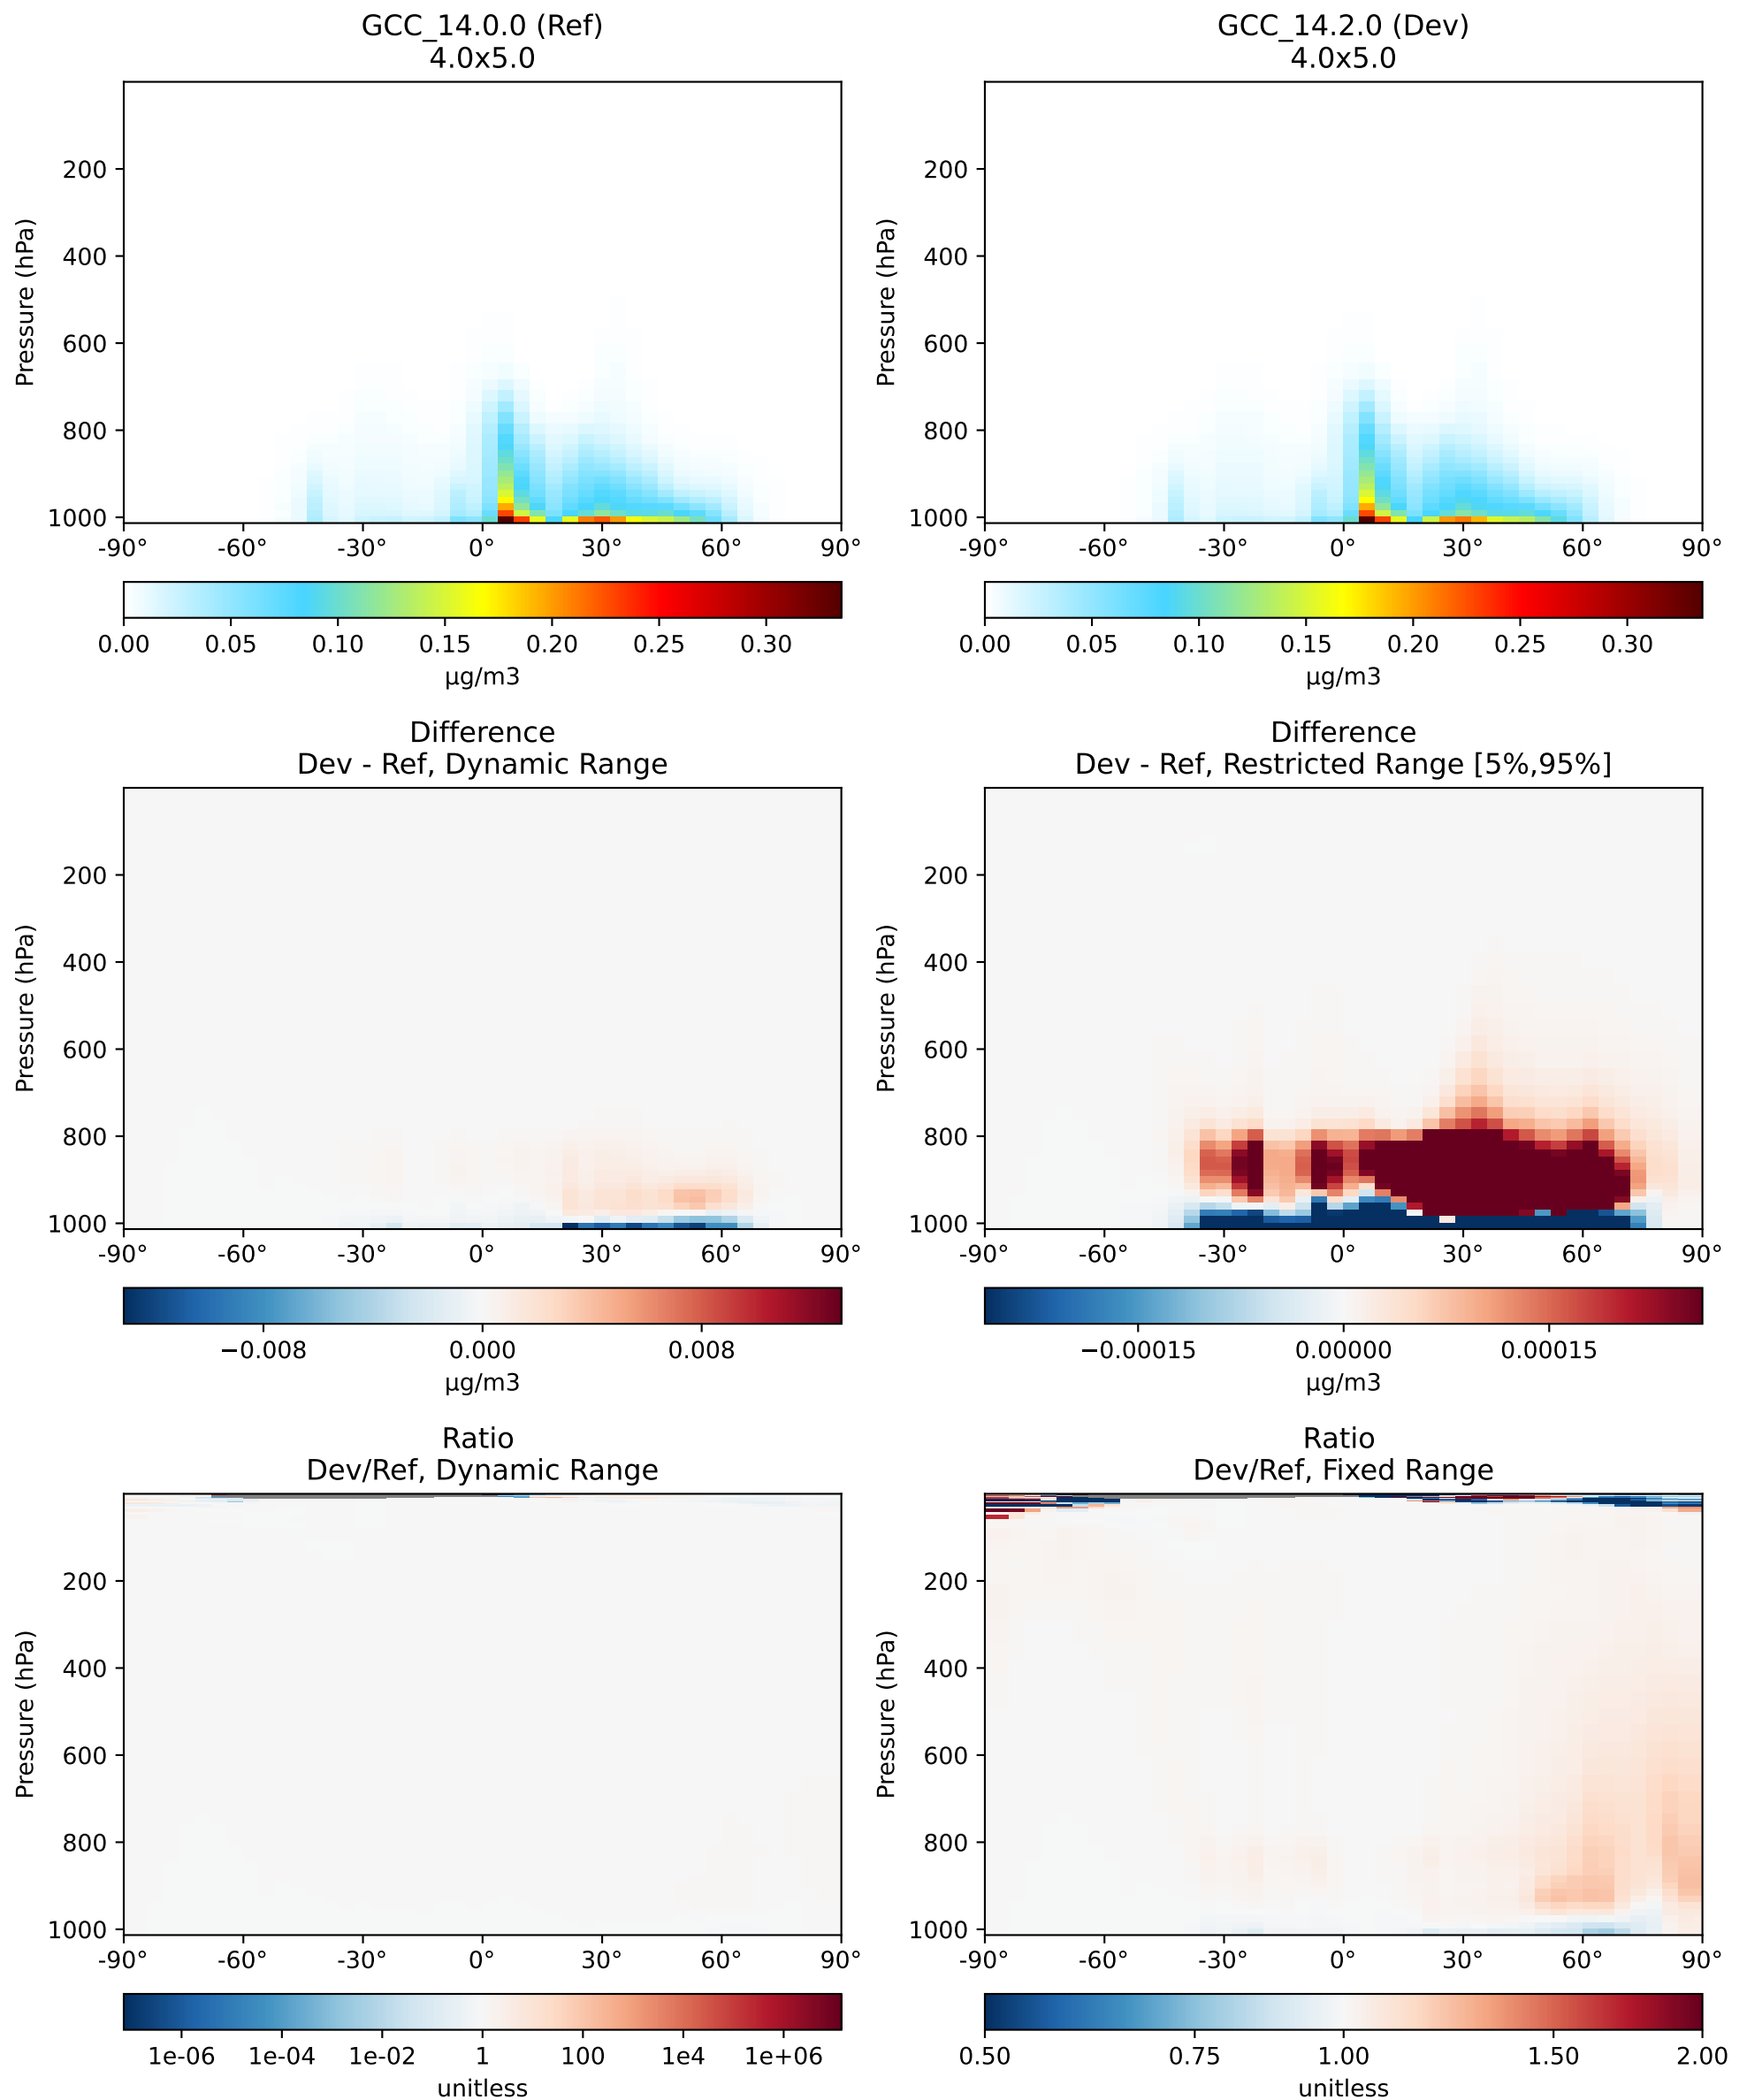 GCC_14.0.0 (Ref)
4.0x5.0
Pressure (hPa)
200
400
600
800
1000
-90° -60° -30° 0° 30° 60° 90°
0.00 0.05 0.10 0.15 0.20 0.25 0.30
μg/m3
GCC_14.2.0 (Dev)
4.0x5.0
Pressure (hPa)
200
400
600
800
1000
-90° -60° -30° 0° 30° 60° 90°
0.00 0.05 0.10 0.15 0.20 0.25 0.30
μg/m3
Difference
Dev - Ref, Dynamic Range
Pressure (hPa)
200
400
600
800
1000
-90° -60° -30° 0° 30° 60° 90°
−0.008 0.000 0.008
μg/m3
Difference
Dev - Ref, Restricted Range [5%,95%]
Pressure (hPa)
200
400
600
800
1000
-90° -60° -30° 0° 30° 60° 90°
−0.00015 0.00000 0.00015
μg/m3
Ratio
Dev/Ref, Dynamic Range
Pressure (hPa)
200
400
600
800
1000
-90° -60° -30° 0° 30° 60° 90°
1e-06 1e-04 1e-02 1 100 1e4 1e+06
unitless
Ratio
Dev/Ref, Fixed Range
Pressure (hPa)
200
400
600
800
1000
-90° -60° -30° 0° 30° 60° 90°
0.50 0.75 1.00 1.50 2.00
unitless